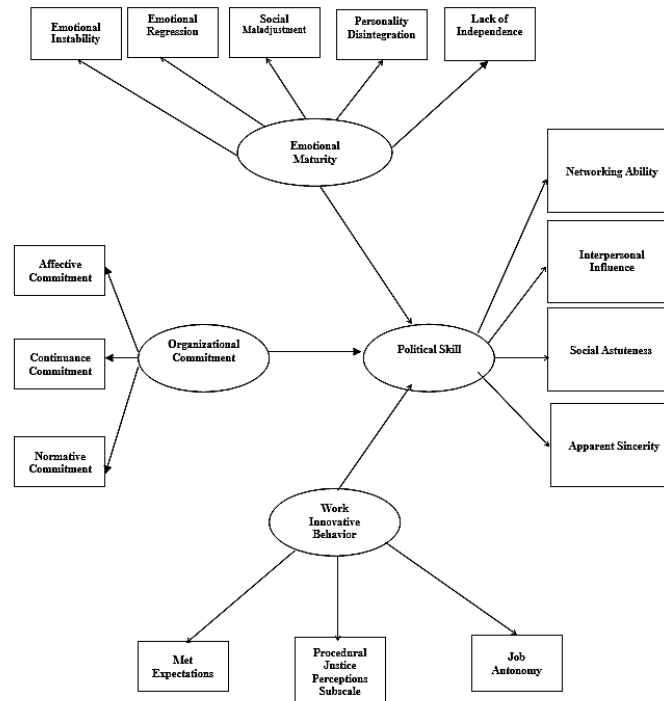 Emotional
Instability
Emotional
Regression
Social
Maladjustment
Personality
Disintegration
Lack of
Independence
Emotional
Maturity
Networking Ability
Interpersonal
Influence
Affective
Commitment
Organizational
Commitment
Political Skill
Social Astuteness
Continuance
Commitment
Normative
Commitment
Apparent Sincerity
Work
Innovative
Behavior
Met
Expectations
Procedural
Justice
Perceptions
Subscale
Job
Autonomy